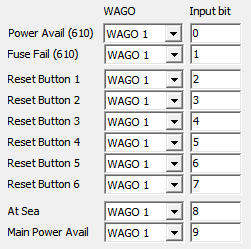 WAGO Input bit
Power Avail (610) WAGO 1 0
Fuse Fail (610) WAGO 1 1
Reset Button 1 WAGO 1 2
Reset Button 2 WAGO 1 3
Reset Button 3 WAGO 1 4
Reset Button 4 WAGO 1 5
Reset Button 5 WAGO 1 6
Reset Button 6 WAGO 1 7
At Sea WAGO 1 8
Main Power Avail WAGO 1 9